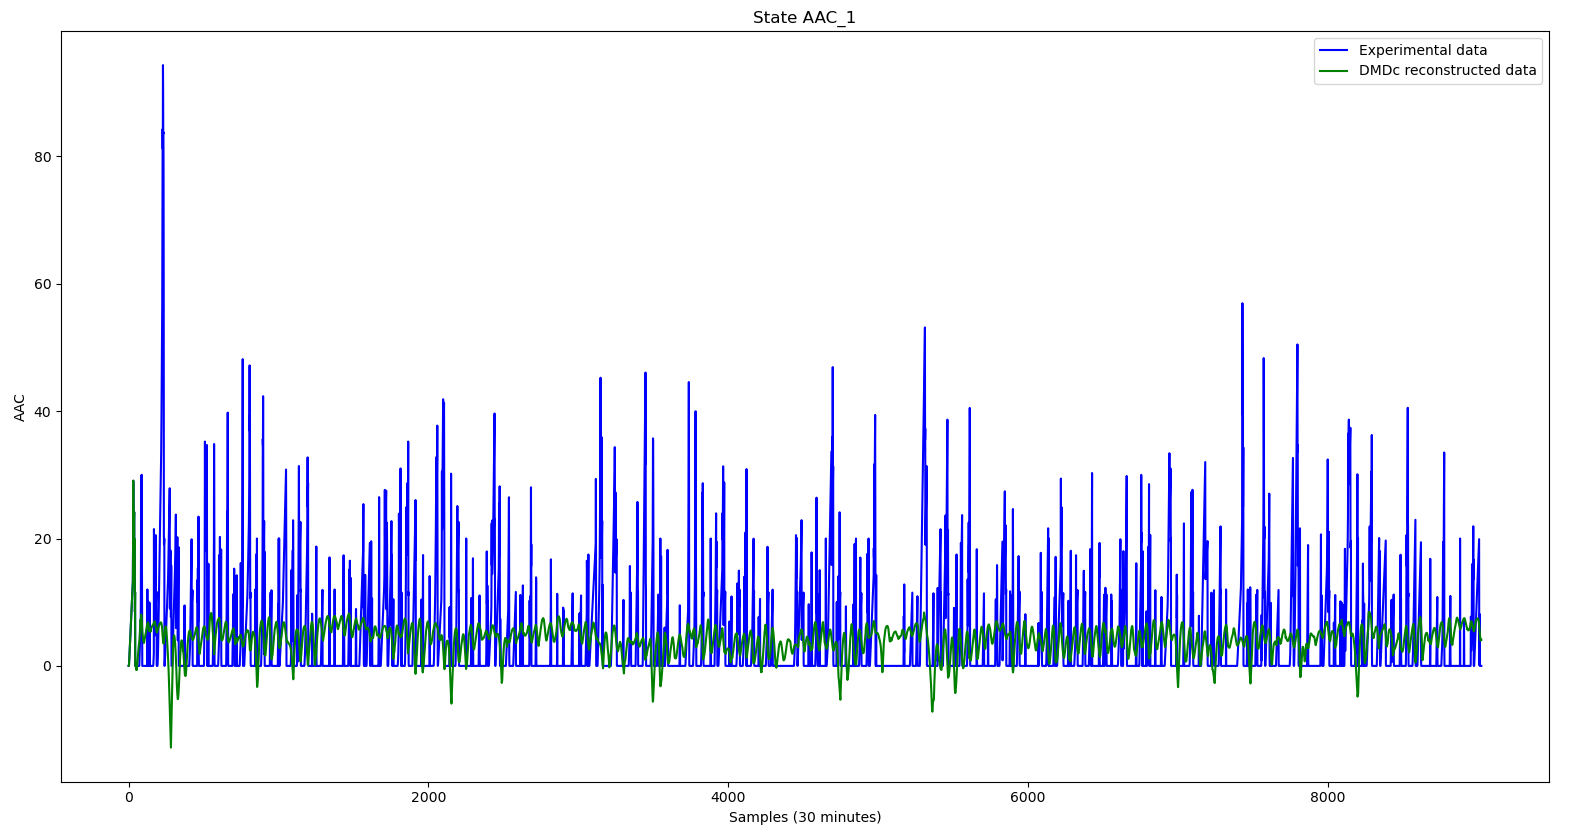 State AAC_1
Experimental data
DMDc reconstructed data
80
60
40
20
0
AAC
0 2000 4000 6000 8000
Samples (30 minutes)